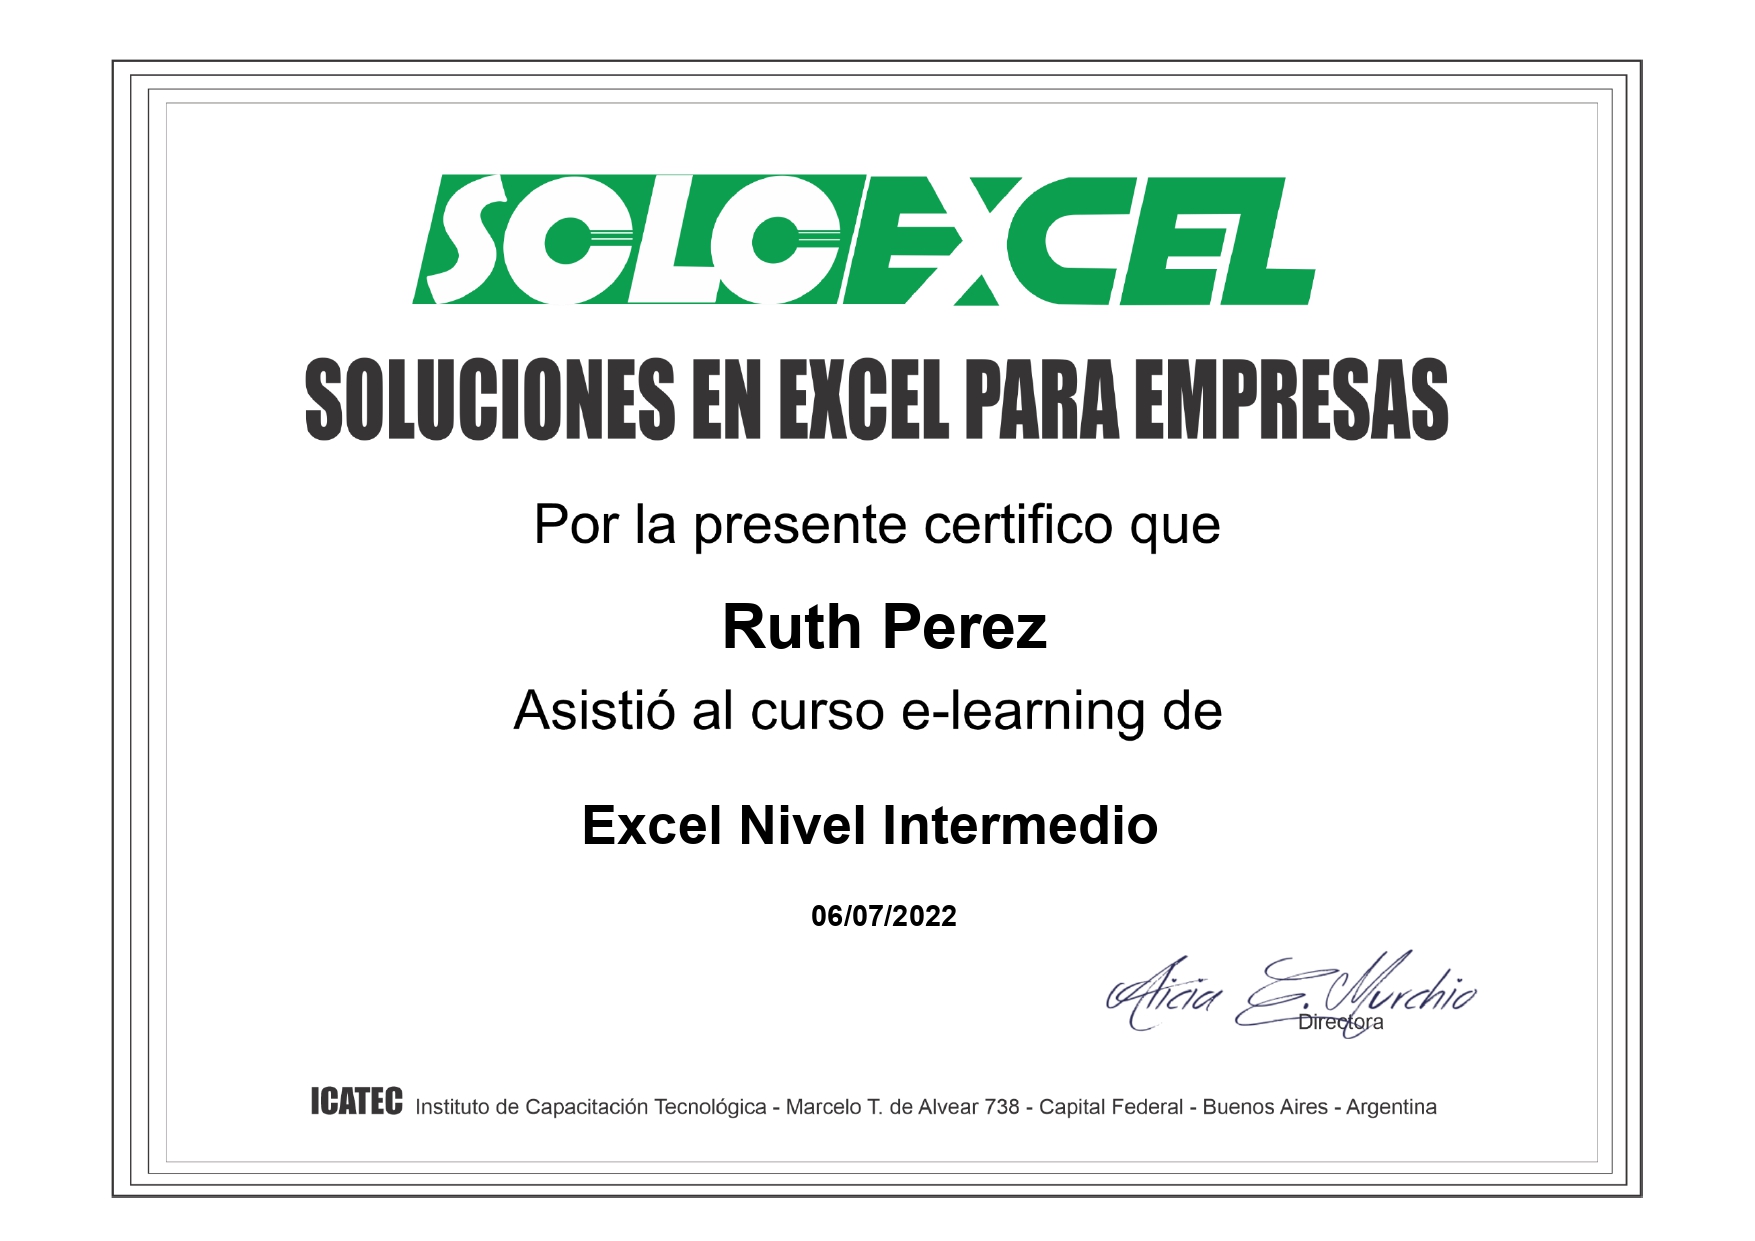 SOLOEXCEL
SOLUCIONES EN EXCEL PARA EMPRESAS
Por la presente certifico que
Ruth Perez
Asistió al curso e-learning de
Excel Nivel Intermedio
06/07/2022
Alicia E. Murchio
Directora
ICATEC Instituto de Capacitación Tecnológica - Marcelo T. de Alvear 738 - Capital Federal - Buenos Aires - Argentina